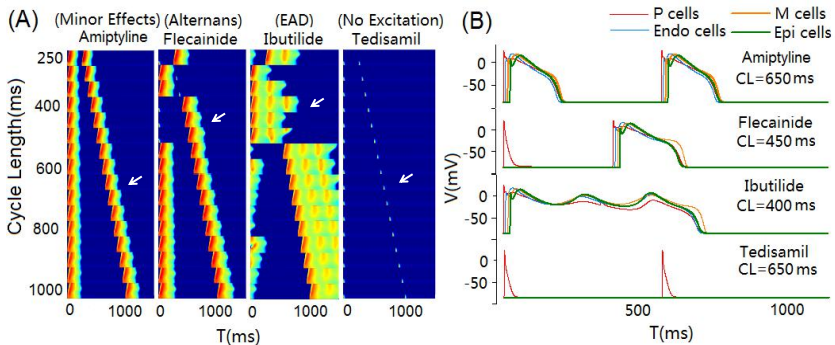 (A)
(Minor Effects) (Alternans) (EAD) (No Excitation)
Amiptyline Flecainide Ibutilide Tedisamil
Cycle Length(ms)
250
400
600
800
1000
0 1000 0 1000 0 1000 0 1000
T(ms)
(B)
P cells M cells
Endo cells Epi cells
V(mV)
Amiptyline
CL=650 ms
0
-50
Flecainide
CL=450 ms
0
-50
Ibutilide
CL=400 ms
0
-50
Tedisamil
CL=650 ms
0
-50
500 1000
T(ms)